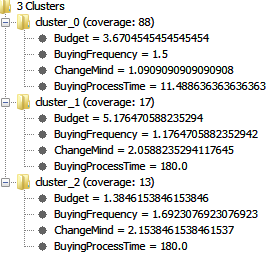 3 Clusters
cluster_0 (coverage: 88)
Budget = 3.6704545454545454
BuyingFrequency = 1.5
ChangeMind = 1.0909090909090908
BuyingProcessTime = 11.488636363636363
cluster_1 (coverage: 17)
Budget = 5.176470588235294
BuyingFrequency = 1.1764705882352942
ChangeMind = 2.0588235294117645
BuyingProcessTime = 180.0
cluster_2 (coverage: 13)
Budget = 1.3846153846153846
BuyingFrequency = 1.6923076923076923
ChangeMind = 2.1538461538461537
BuyingProcessTime = 180.0